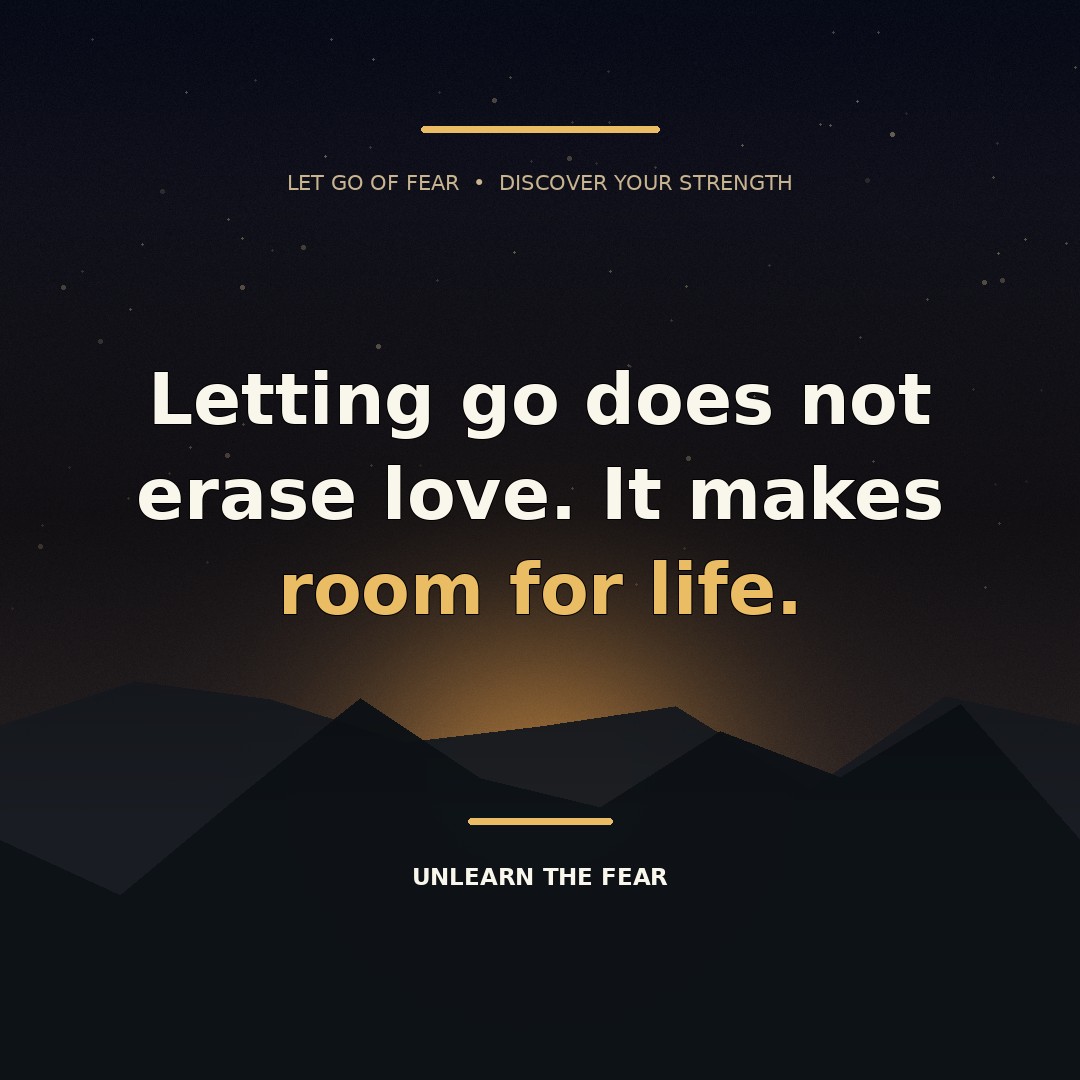 LET GO OF FEAR • DISCOVER YOUR STRENGTH
Letting go does not
erase love. It makes
room for life.
UNLEARN THE FEAR